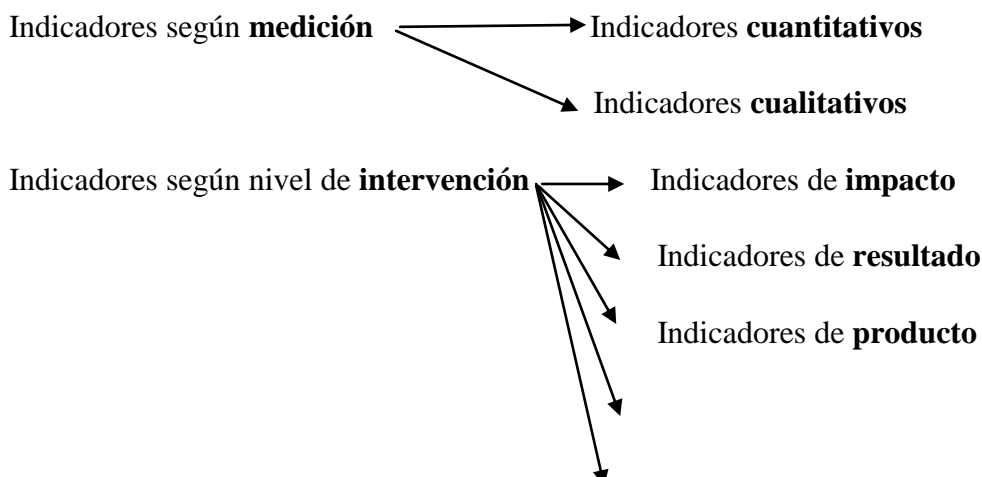 Indicadores según medición Indicadores cuantitativos
Indicadores cualitativos
Indicadores según nivel de intervención Indicadores de impacto
Indicadores de resultado
Indicadores de producto